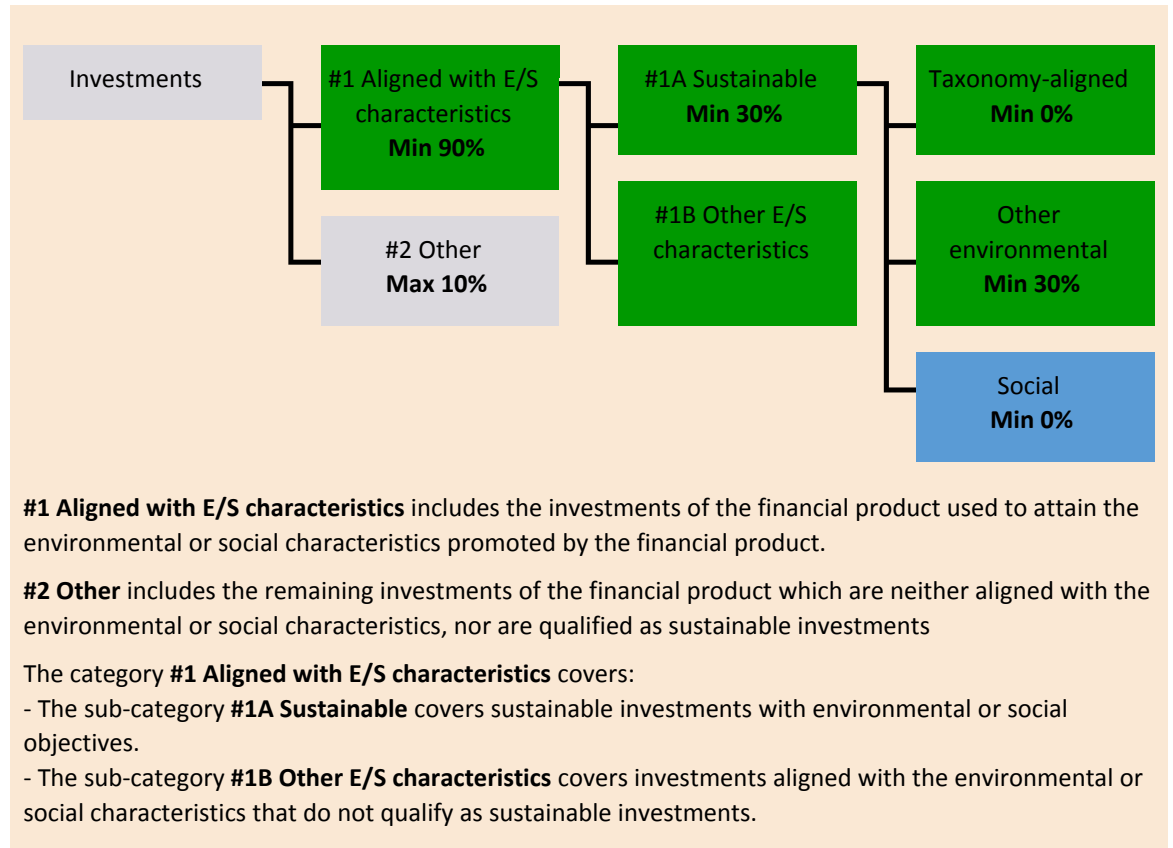 Investments
#1 Aligned with E/S
characteristics
Min 90%
#2 Other
Max 10%
#1A Sustainable
Min 30%
#1B Other E/S
characteristics
Taxonomy-aligned
Min 0%
Other
environmental
Min 30%
Social
Min 0%
#1 Aligned with E/S characteristics includes the investments of the financial product used to attain the
environmental or social characteristics promoted by the financial product.
#2 Other includes the remaining investments of the financial product which are neither aligned with the
environmental or social characteristics, nor are qualified as sustainable investments
The category #1 Aligned with E/S characteristics covers:
- The sub-category #1A Sustainable covers sustainable investments with environmental or social
objectives.
- The sub-category #1B Other E/S characteristics covers investments aligned with the environmental or
social characteristics that do not qualify as sustainable investments.